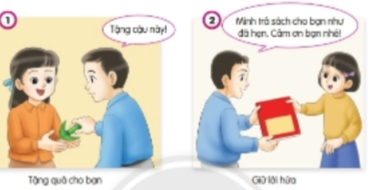 1
Tặng cậu này!
2
Mình trả sách cho bạn như
đã hẹn. Cảm ơn bạn nhé!
Tặng quà cho bạn
Giữ lời hứa